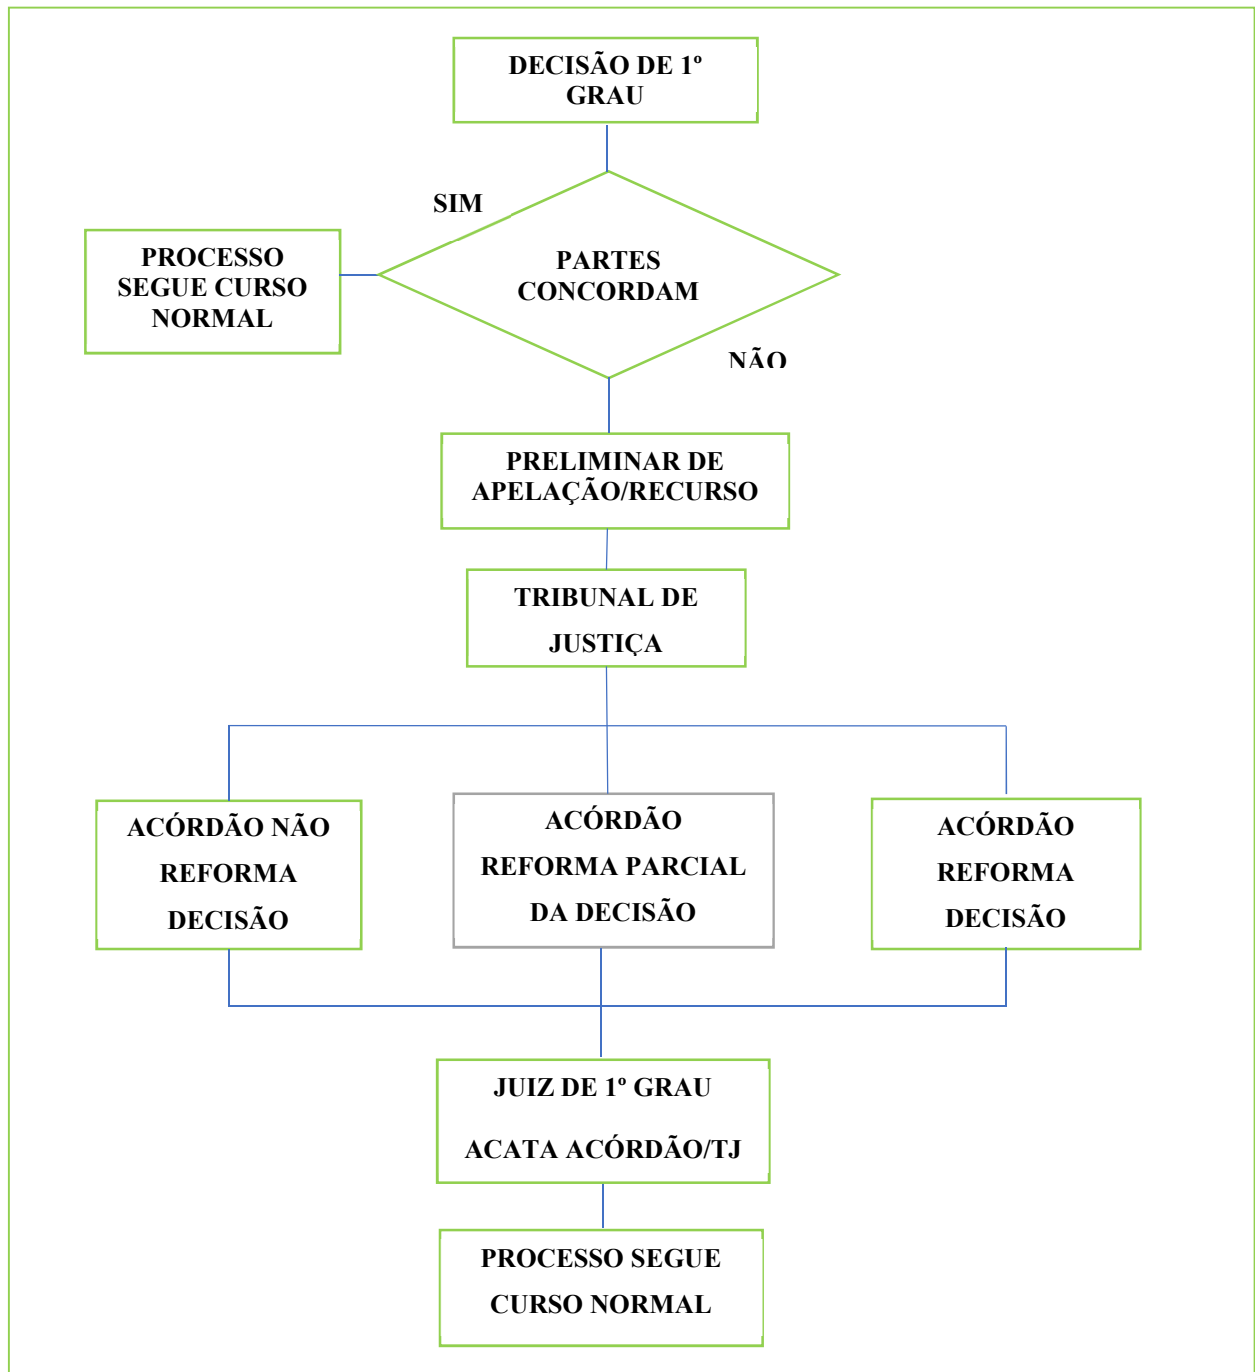 DECISÃO DE 1º
GRAU
SIM
PROCESSO
SEGUE CURSO
NORMAL
PARTES
CONCORDAM
NÃO
PRELIMINAR DE
APELAÇÃO/RECURSO
TRIBUNAL DE
JUSTIÇA
ACÓRDÃO NÃO
REFORMA
DECISÃO
ACÓRDÃO
REFORMA PARCIAL
DA DECISÃO
ACÓRDÃO
REFORMA
DECISÃO
JUIZ DE 1º GRAU
ACATA ACÓRDÃO/TJ
PROCESSO SEGUE
CURSO NORMAL